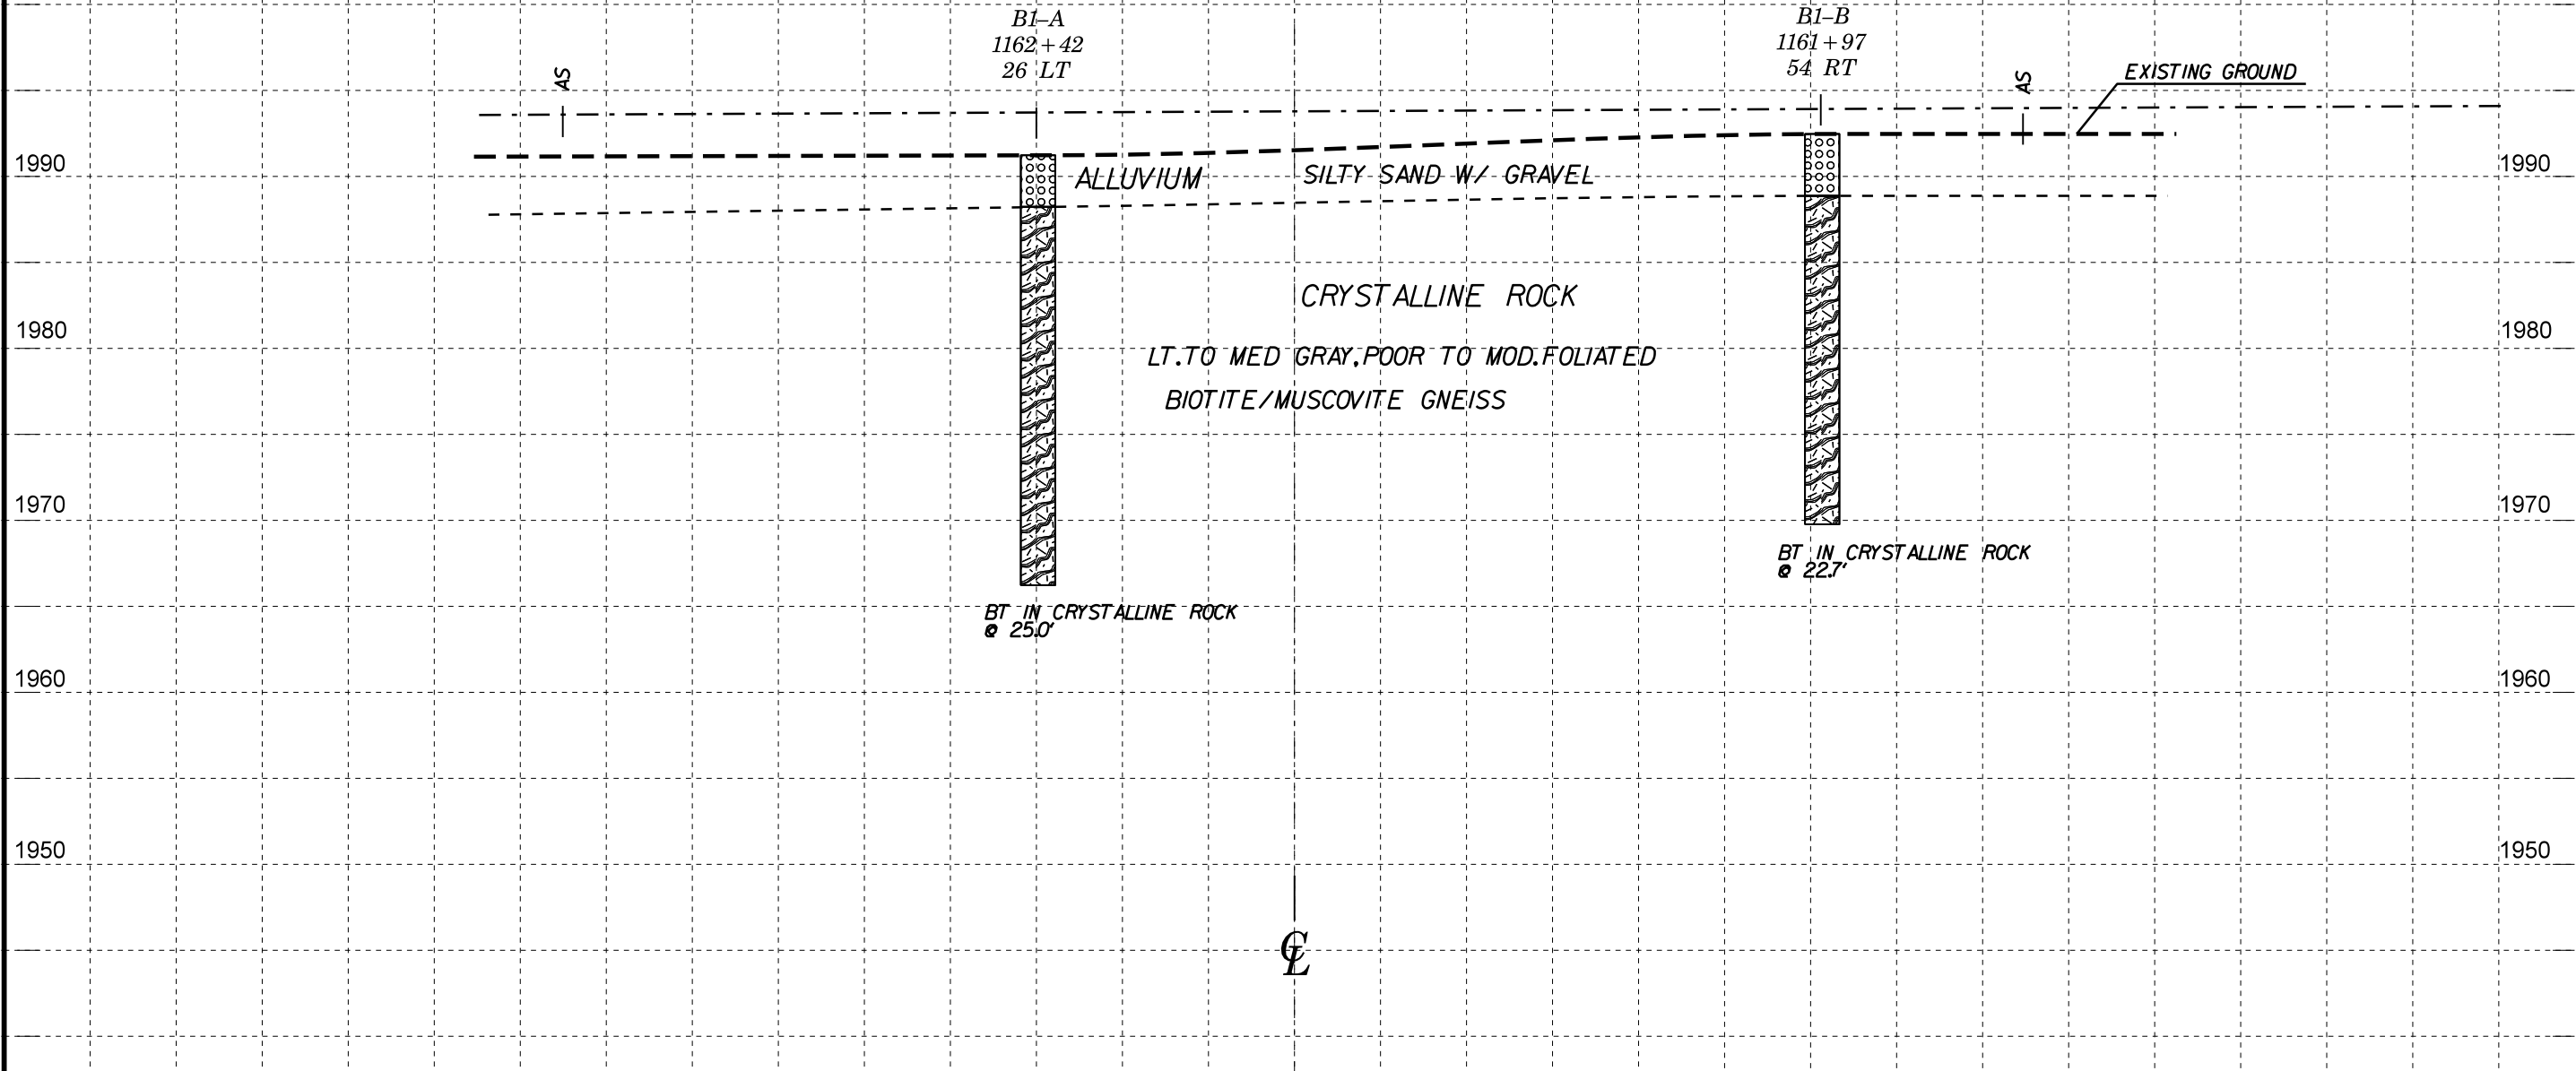 B1-A
1162+42
26 LT
B1-B
1161+97
54 RT
AS
AS
EXISTING GROUND
1990
ALLUVIUM
SILTY SAND W/ GRAVEL
1990
CRYSTALLINE ROCK
1980
1980
LT. TO MED GRAY, POOR TO MOD. FOLIATED
BIOTITE/MUSCOVITE GNEISS
1970
1970
BT IN CRYSTALLINE ROCK
@ 22.7'
BT IN CRYSTALLINE ROCK
@ 25.0'
1960
1960
1950
1950
℄